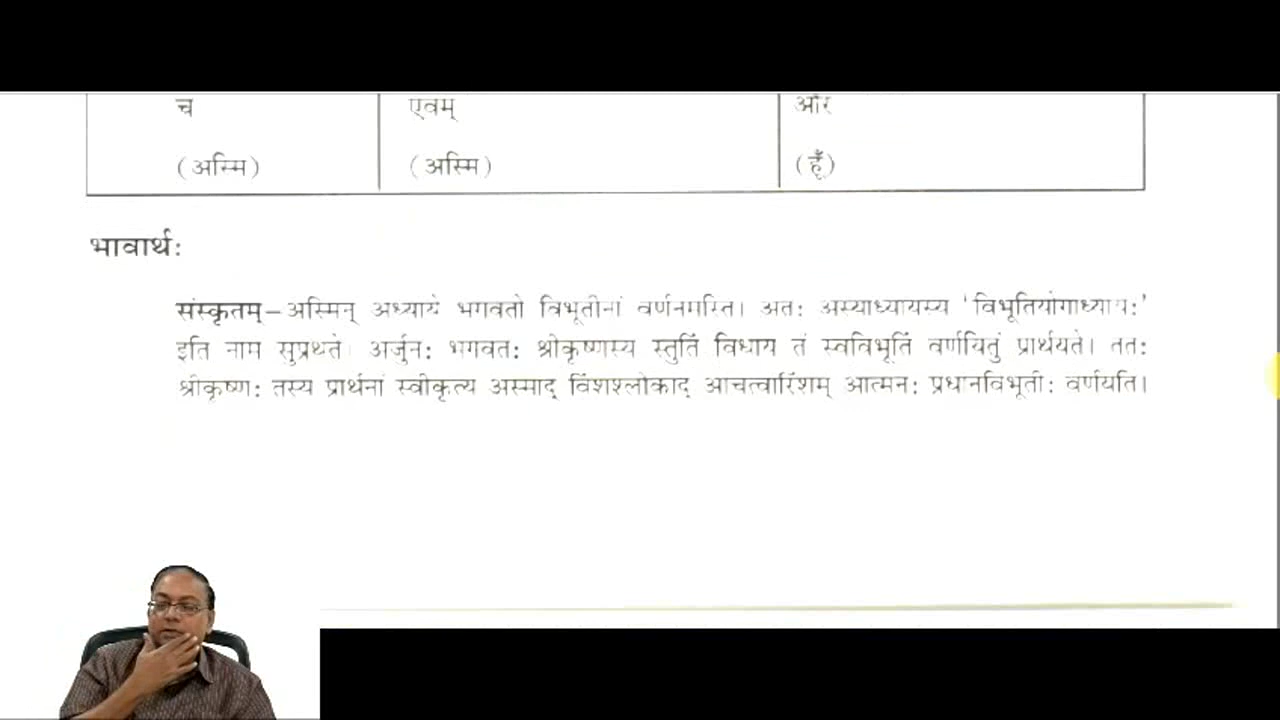 च एवम् और
(अस्मि) (अस्मि) (हूँ)
भावार्थः
संस्कृतम्–अस्मिन् अध्याये भगवतो विभूतीनां वर्णनमस्ति। अतः अस्याध्यायस्य 'विभूतियोगाध्यायः'
इति नाम सुप्रथते। अर्जुनः भगवतः श्रीकृष्णस्य स्तुतिं विधाय तं स्वविभूतिं वर्णयितुं प्रार्थयते। ततः
श्रीकृष्णः तस्य प्रार्थनां स्वीकृत्य अस्माद् विंशश्लोकाद् आचत्वारिंशम् आत्मनः प्रधानविभूतीः वर्णयति।